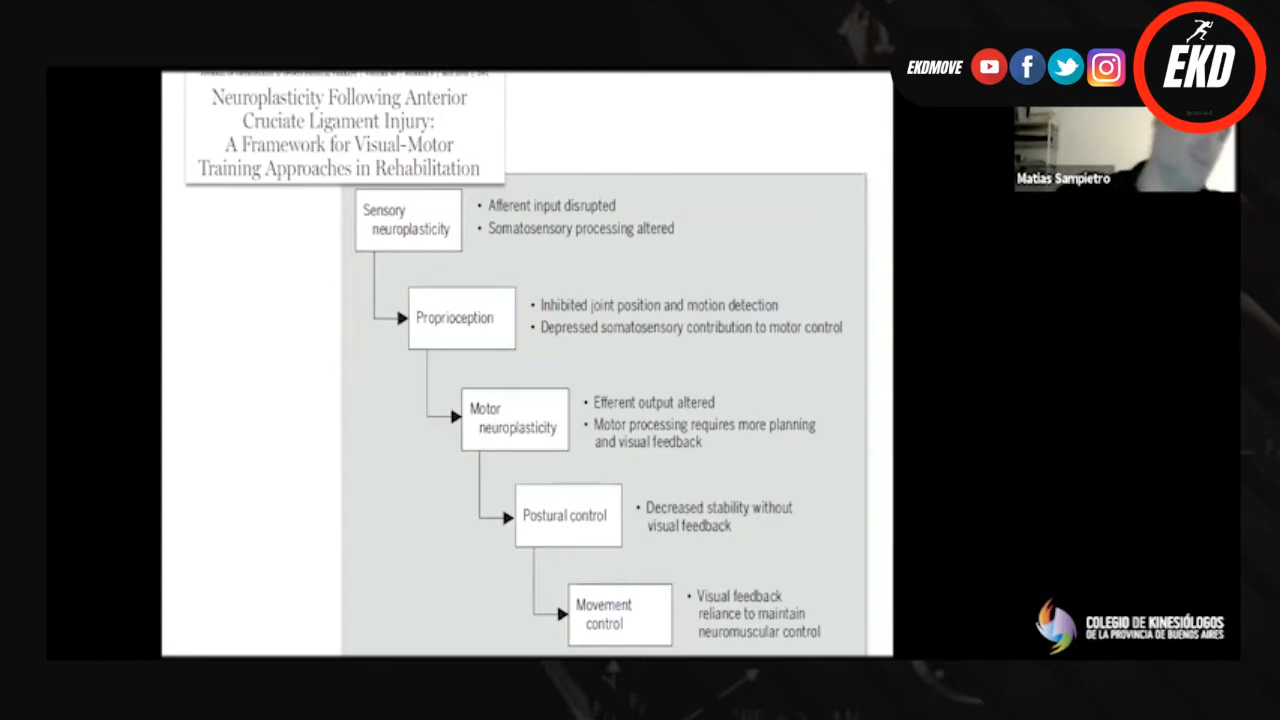 EKDMOVE
EKD
Neuroplasticity Following Anterior
Cruciate Ligament Injury:
A Framework for Visual-Motor
Training Approaches in Rehabilitation
Matias Sampietro
Sensory
neuroplasticity
• Afferent input disrupted
• Somatosensory processing altered
Proprioception
• Inhibited joint position and motion detection
• Depressed somatosensory contribution to motor control
Motor
neuroplasticity
• Efferent output altered
• Motor processing requires more planning
and visual feedback
Postural control
• Decreased stability without
visual feedback
Movement
control
• Visual feedback
reliance to maintain
neuromuscular control
COLEGIO DE KINESIÓLOGOS
DE LA PROVINCIA DE BUENOS AIRES